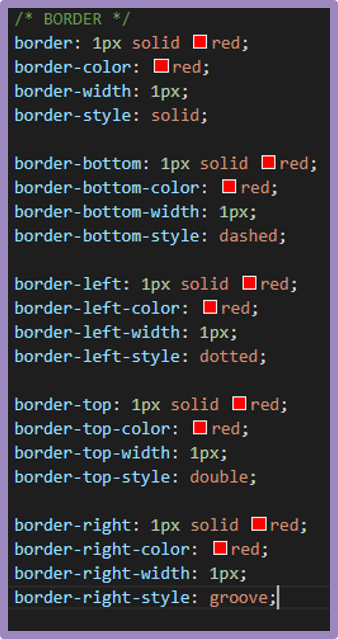 /* BORDER */
border: 1px solid red;
border-color: red;
border-width: 1px;
border-style: solid;

border-bottom: 1px solid red;
border-bottom-color: red;
border-bottom-width: 1px;
border-bottom-style: dashed;

border-left: 1px solid red;
border-left-color: red;
border-left-width: 1px;
border-left-style: dotted;

border-top: 1px solid red;
border-top-color: red;
border-top-width: 1px;
border-top-style: double;

border-right: 1px solid red;
border-right-color: red;
border-right-width: 1px;
border-right-style: groove;